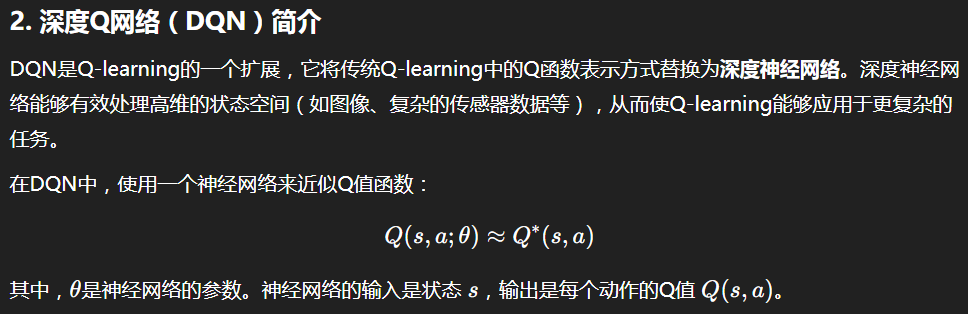 2. 深度Q网络（DQN）简介
DQN是Q-learning的一个扩展，它将传统Q-learning中的Q函数表示方式替换为深度神经网络。深度神经网
络能够有效处理高维的状态空间（如图像、复杂的传感器数据等），从而使Q-learning能够应用于更复杂的
任务。
在DQN中，使用一个神经网络来近似Q值函数：
Q(s, a; θ) ≈ Q*(s, a)
其中，θ是神经网络的参数。神经网络的输入是状态 s，输出是每个动作的Q值 Q(s, a)。